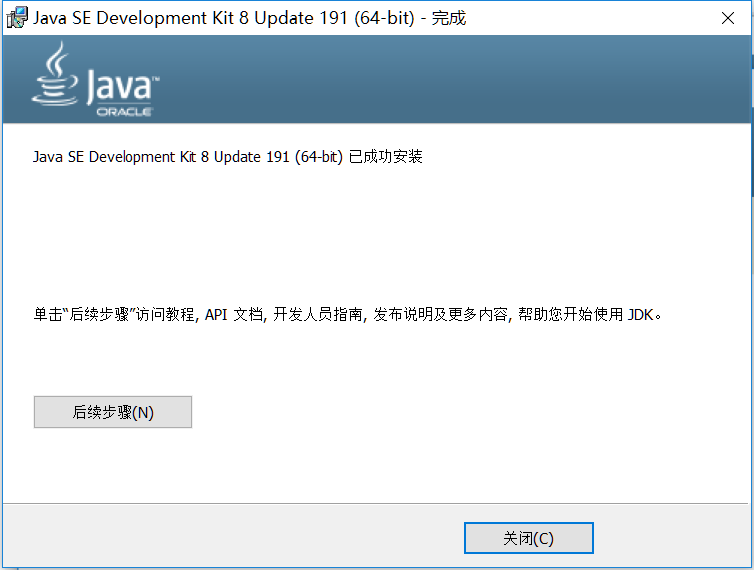 Java SE Development Kit 8 Update 191 (64-bit) - 完成
Java™
ORACLE
Java SE Development Kit 8 Update 191 (64-bit) 已成功安装
单击“后续步骤”访问教程, API 文档, 开发人员指南, 发布说明及更多内容, 帮助您开始使用 JDK。
后续步骤(N)
关闭(C)